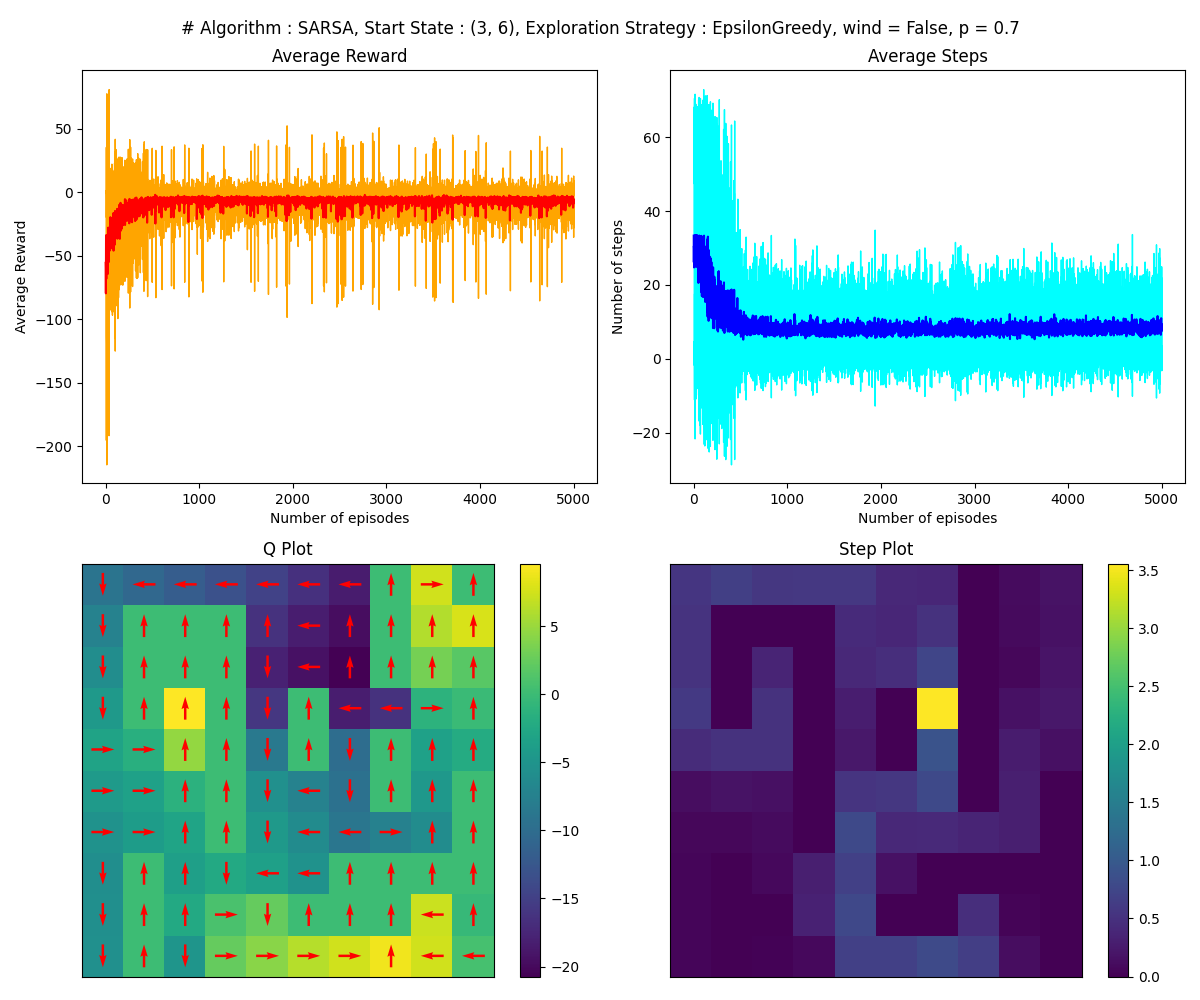 # Algorithm : SARSA, Start State : (3, 6), Exploration Strategy : EpsilonGreedy, wind = False, p = 0.7
Average Reward
Average Reward
50
0
−50
−100
−150
−200
0 1000 2000 3000 4000 5000
Number of episodes
Average Steps
Number of steps
60
40
20
0
−20
0 1000 2000 3000 4000 5000
Number of episodes
Q Plot
5
0
−5
−10
−15
−20
Step Plot
3.5
3.0
2.5
2.0
1.5
1.0
0.5
0.0